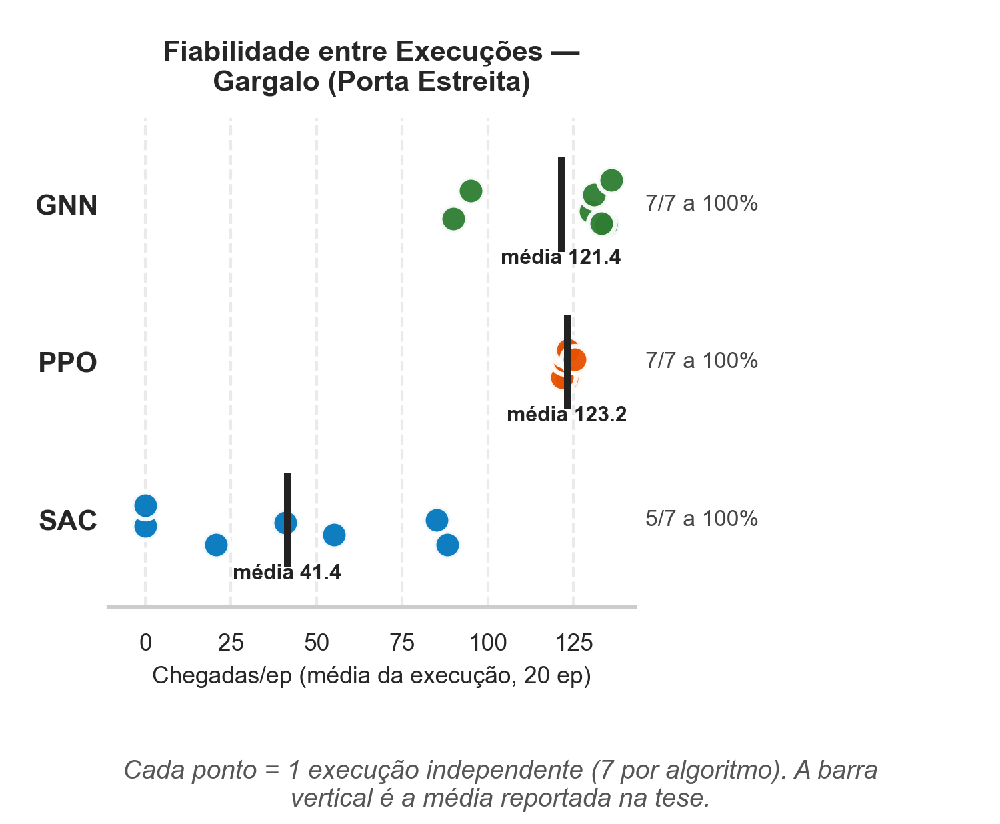 Fiabilidade entre Execuções —
Gargalo (Porta Estreita)
GNN
7/7 a 100%
média 121.4
PPO
7/7 a 100%
média 123.2
SAC
5/7 a 100%
média 41.4
0 25 50 75 100 125
Chegadas/ep (média da execução, 20 ep)
Cada ponto = 1 execução independente (7 por algoritmo). A barra
vertical é a média reportada na tese.